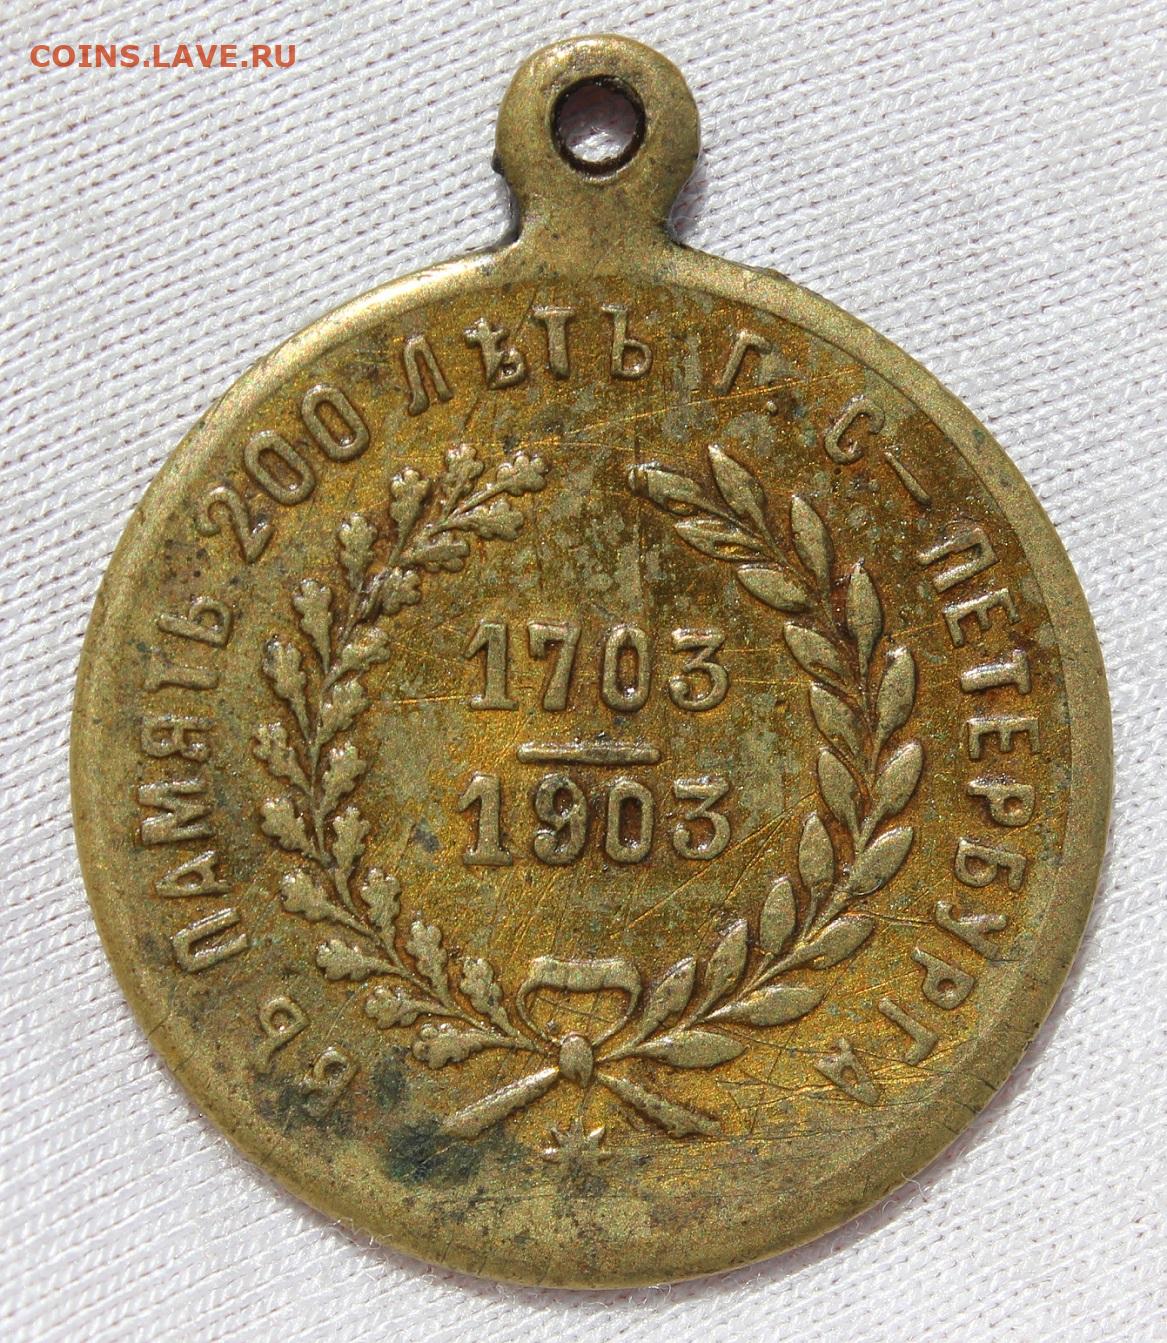 COINS.LAVE.RU
ВЪ ПАМЯТЬ 200 ЛѢТЪ Г. С-ПЕТЕРБУРГА
1703
1903